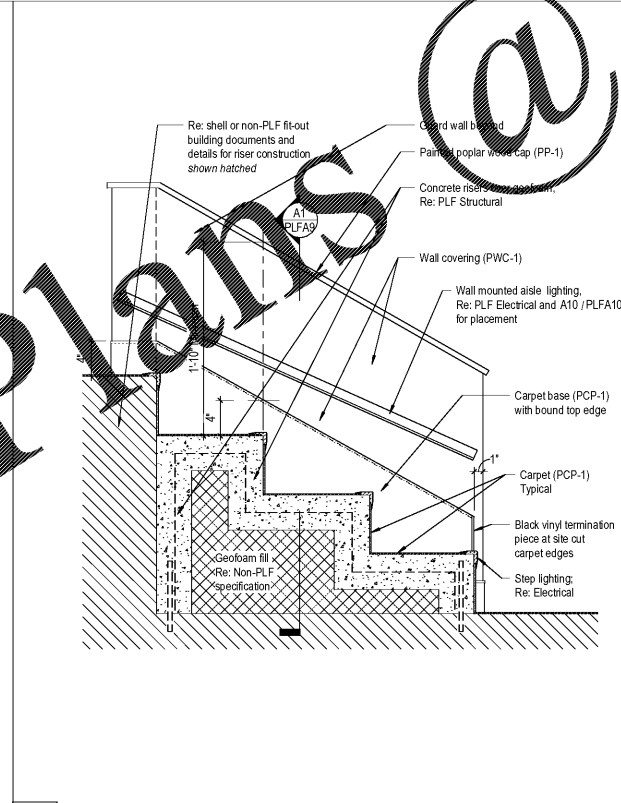 @
Plans
Re: shell or non-PLF fit-out
building documents and
details for riser construction
shown hatched
Guard wall beyond
Painted poplar wood cap (PP-1)
Concrete risers over geofoam,
Re: PLF Structural
A1
PLFA9
Wall covering (PWC-1)
Wall mounted aisle lighting,
Re: PLF Electrical and A10 / PLFA10
for placement
4"
1'-10"
4"
Carpet base (PCP-1)
with bound top edge
1"
Carpet (PCP-1)
Typical
Black vinyl termination
piece at site cut
carpet edges
Geofoam fill
Re: Non-PLF
specification
Step lighting;
Re: Electrical